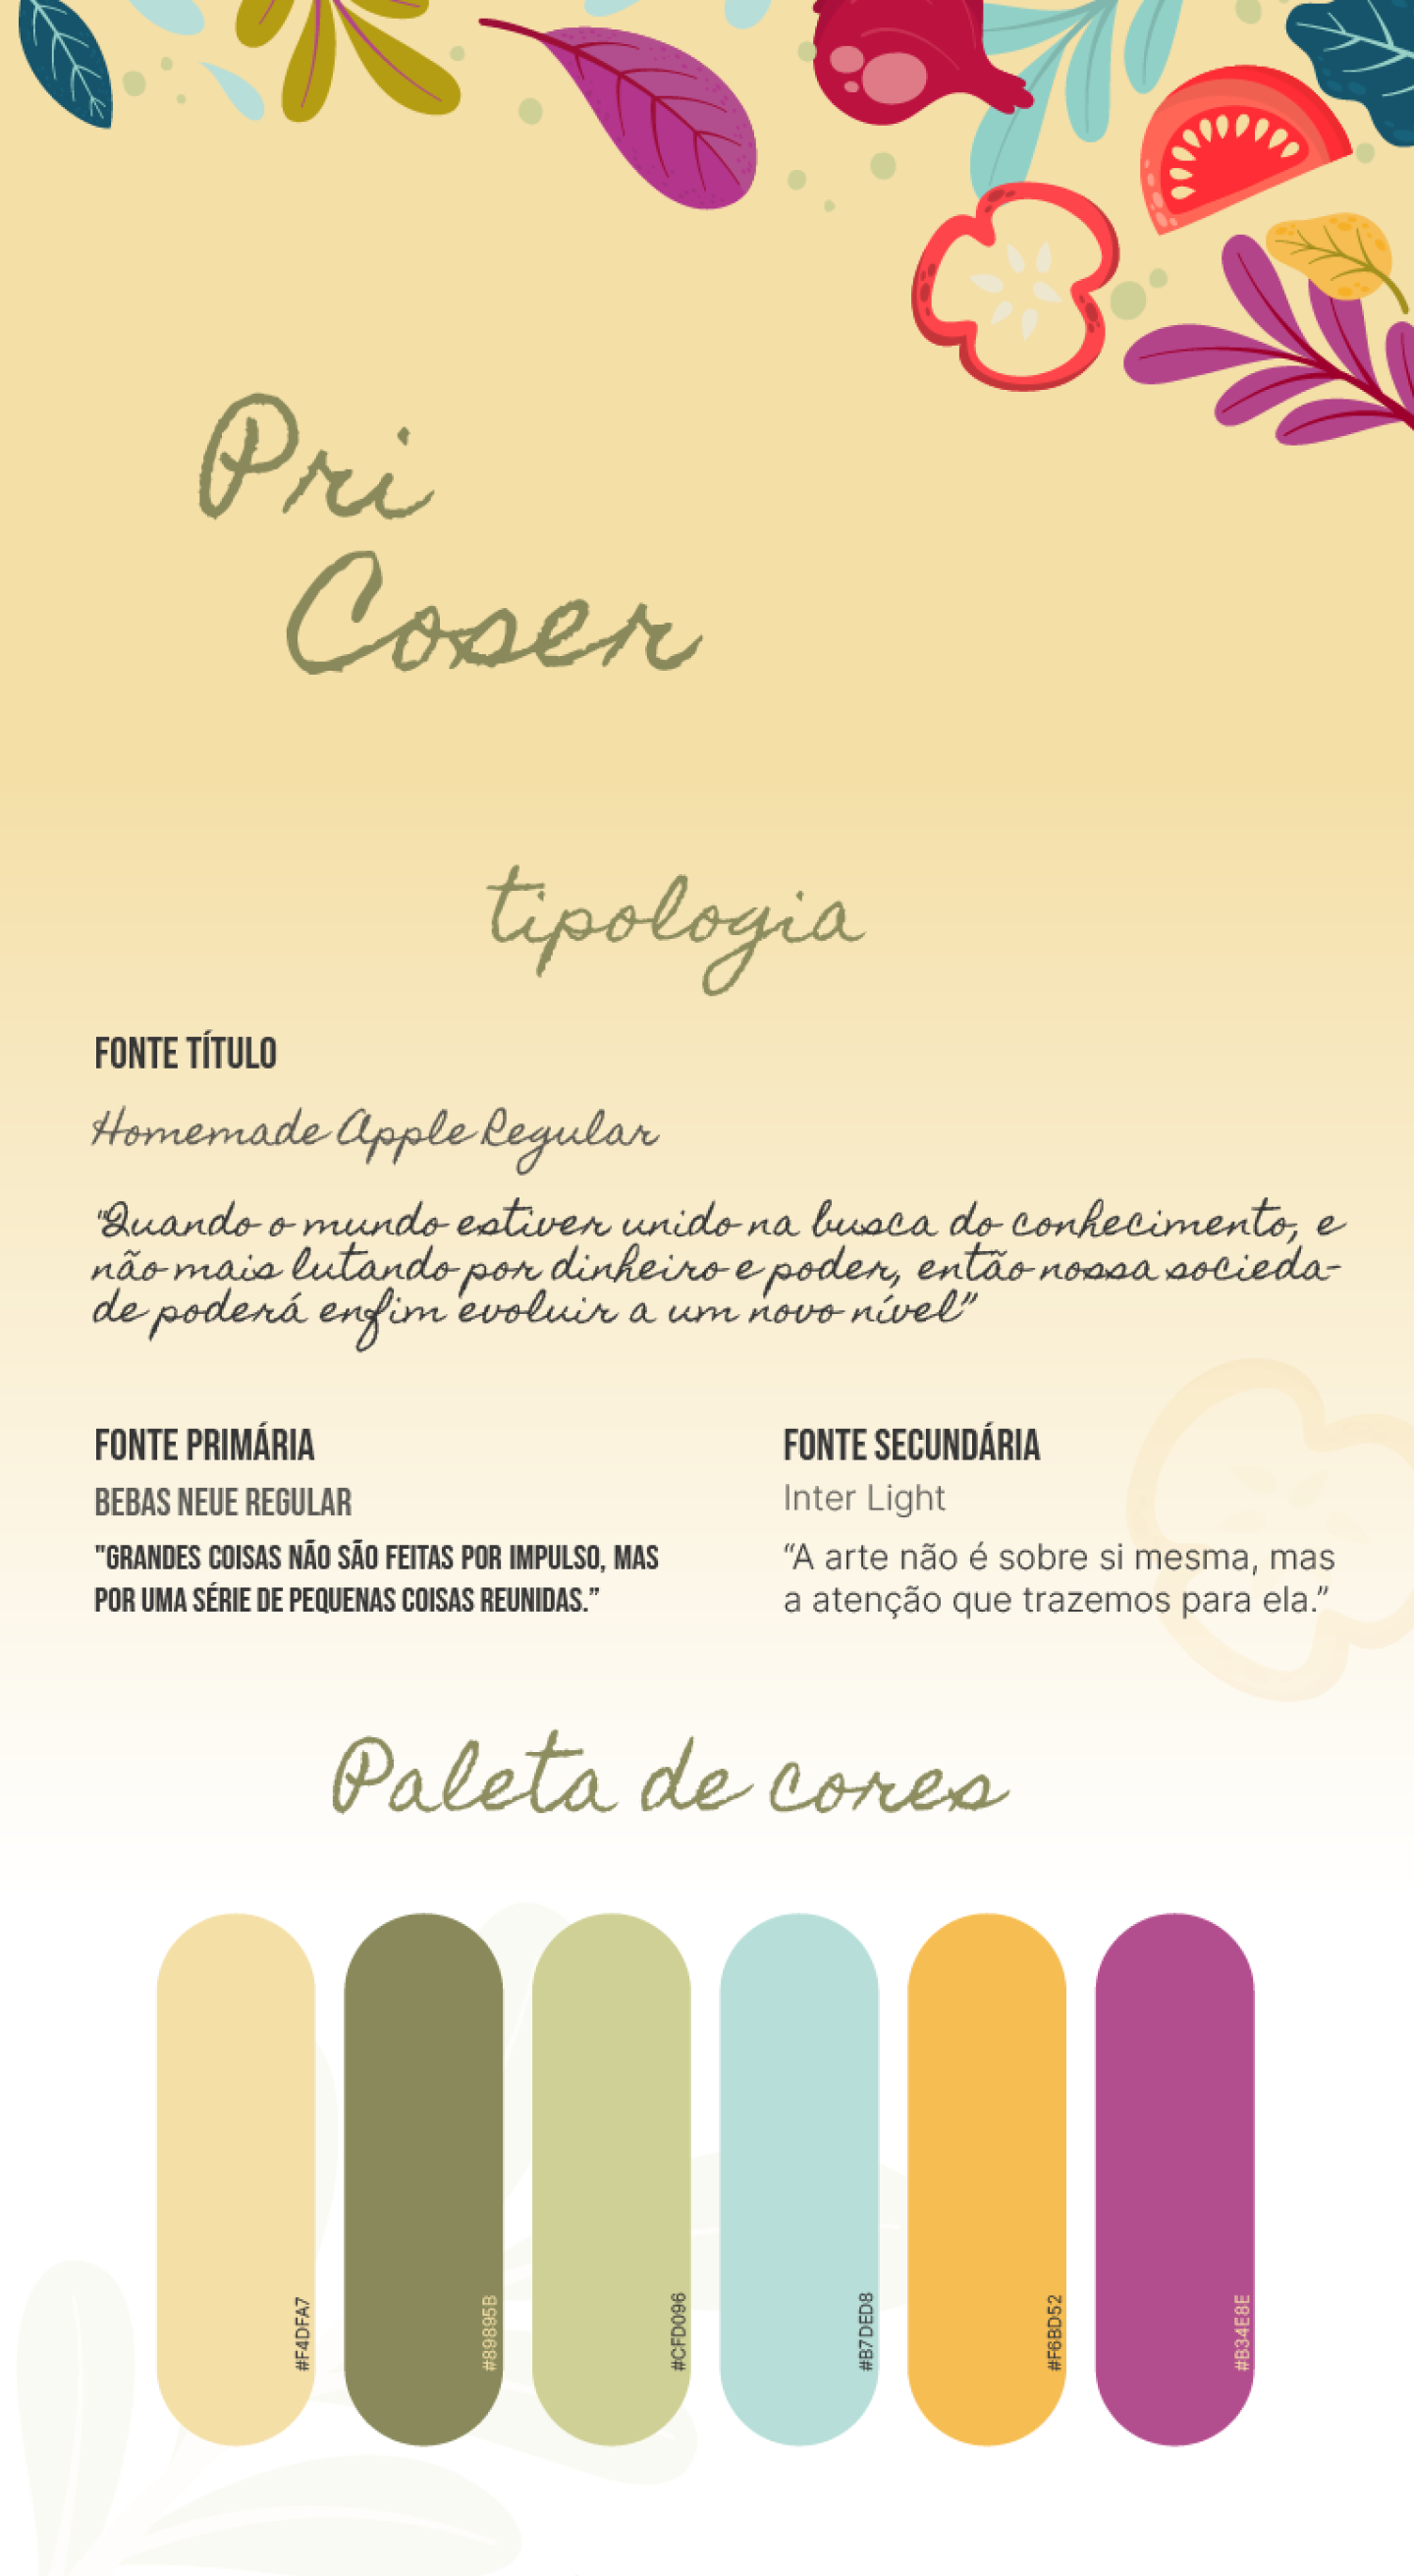 Pri
Coser
tipologia
FONTE TÍTULO
Homemade Apple Regular
"Quando o mundo estiver unido na busca do conhecimento, e
não mais lutando por dinheiro e poder, então nossa socieda-
de poderá enfim evoluir a um novo nível”
FONTE PRIMÁRIA
BEBAS NEUE REGULAR
"GRANDES COISAS NÃO SÃO FEITAS POR IMPULSO, MAS
POR UMA SÉRIE DE PEQUENAS COISAS REUNIDAS.”
FONTE SECUNDÁRIA
Inter Light
“A arte não é sobre si mesma, mas
a atenção que trazemos para ela.”
Paleta de cores
#F4DFA7
#89895B
#CFD096
#B7DED8
#F6BD52
#B34E8E